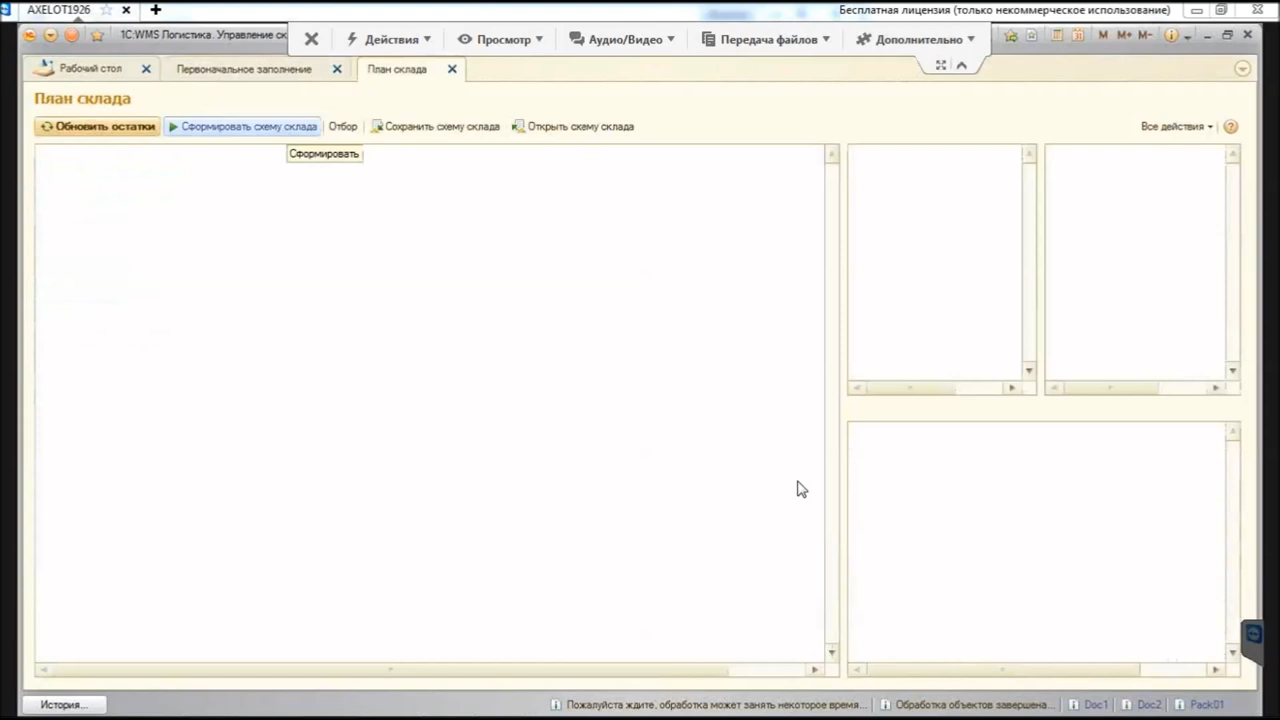 AXELOT1926
Бесплатная лицензия (только некоммерческое использование)
1С:WMS Логистика. Управление ск
Действия
Просмотр
Аудио/Видео
Передача файлов
Дополнительно
M M+ M-
Рабочий стол
Первоначальное заполнение
План склада
План склада
Обновить остатки
Сформировать схему склада
Отбор
Сохранить схему склада
Открыть схему склада
Все действия
Сформировать
История...
Пожалуйста ждите, обработка может занять некоторое время...
Обработка объектов завершена...
Doc1
Doc2
Pack01